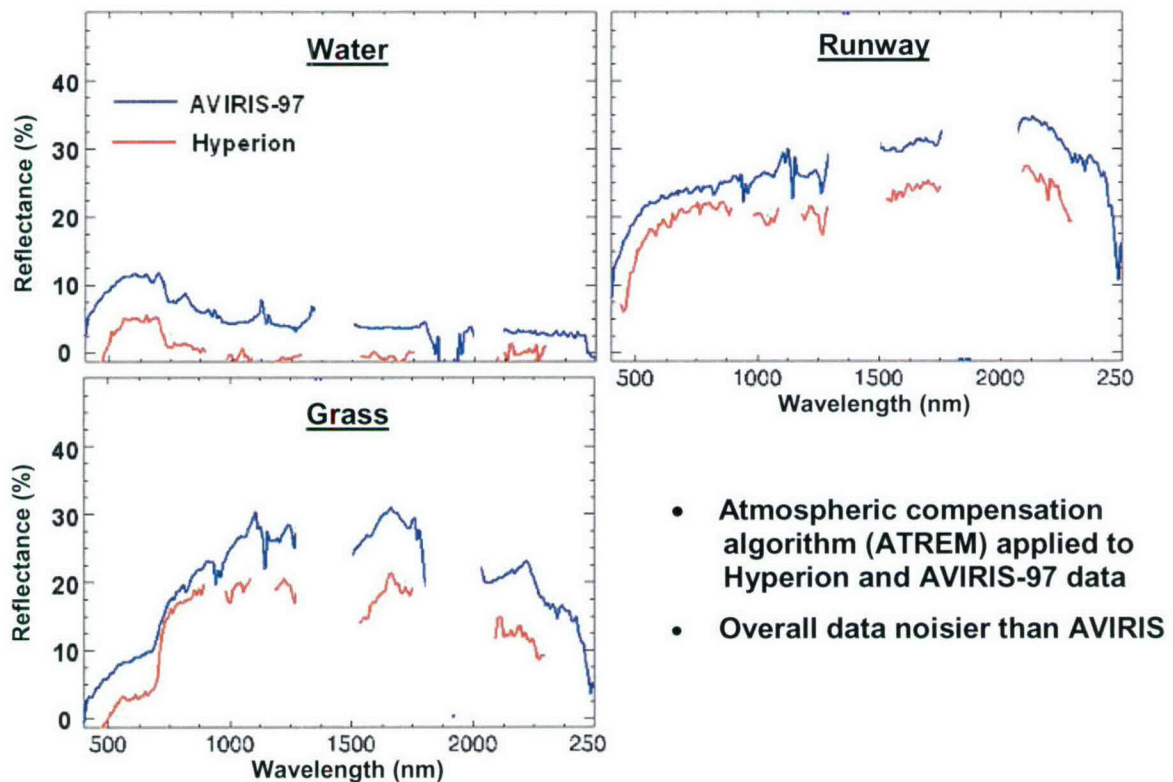 Water
AVIRIS-97
Hyperion
Reflectance (%)
40
30
20
10
0
Runway
500
1000
1500
2000
250
Wavelength (nm)
Grass
Reflectance (%)
40
30
20
10
0
500
1000
1500
2000
250
Wavelength (nm)
• Atmospheric compensation
algorithm (ATREM) applied to
Hyperion and AVIRIS-97 data
• Overall data noisier than AVIRIS